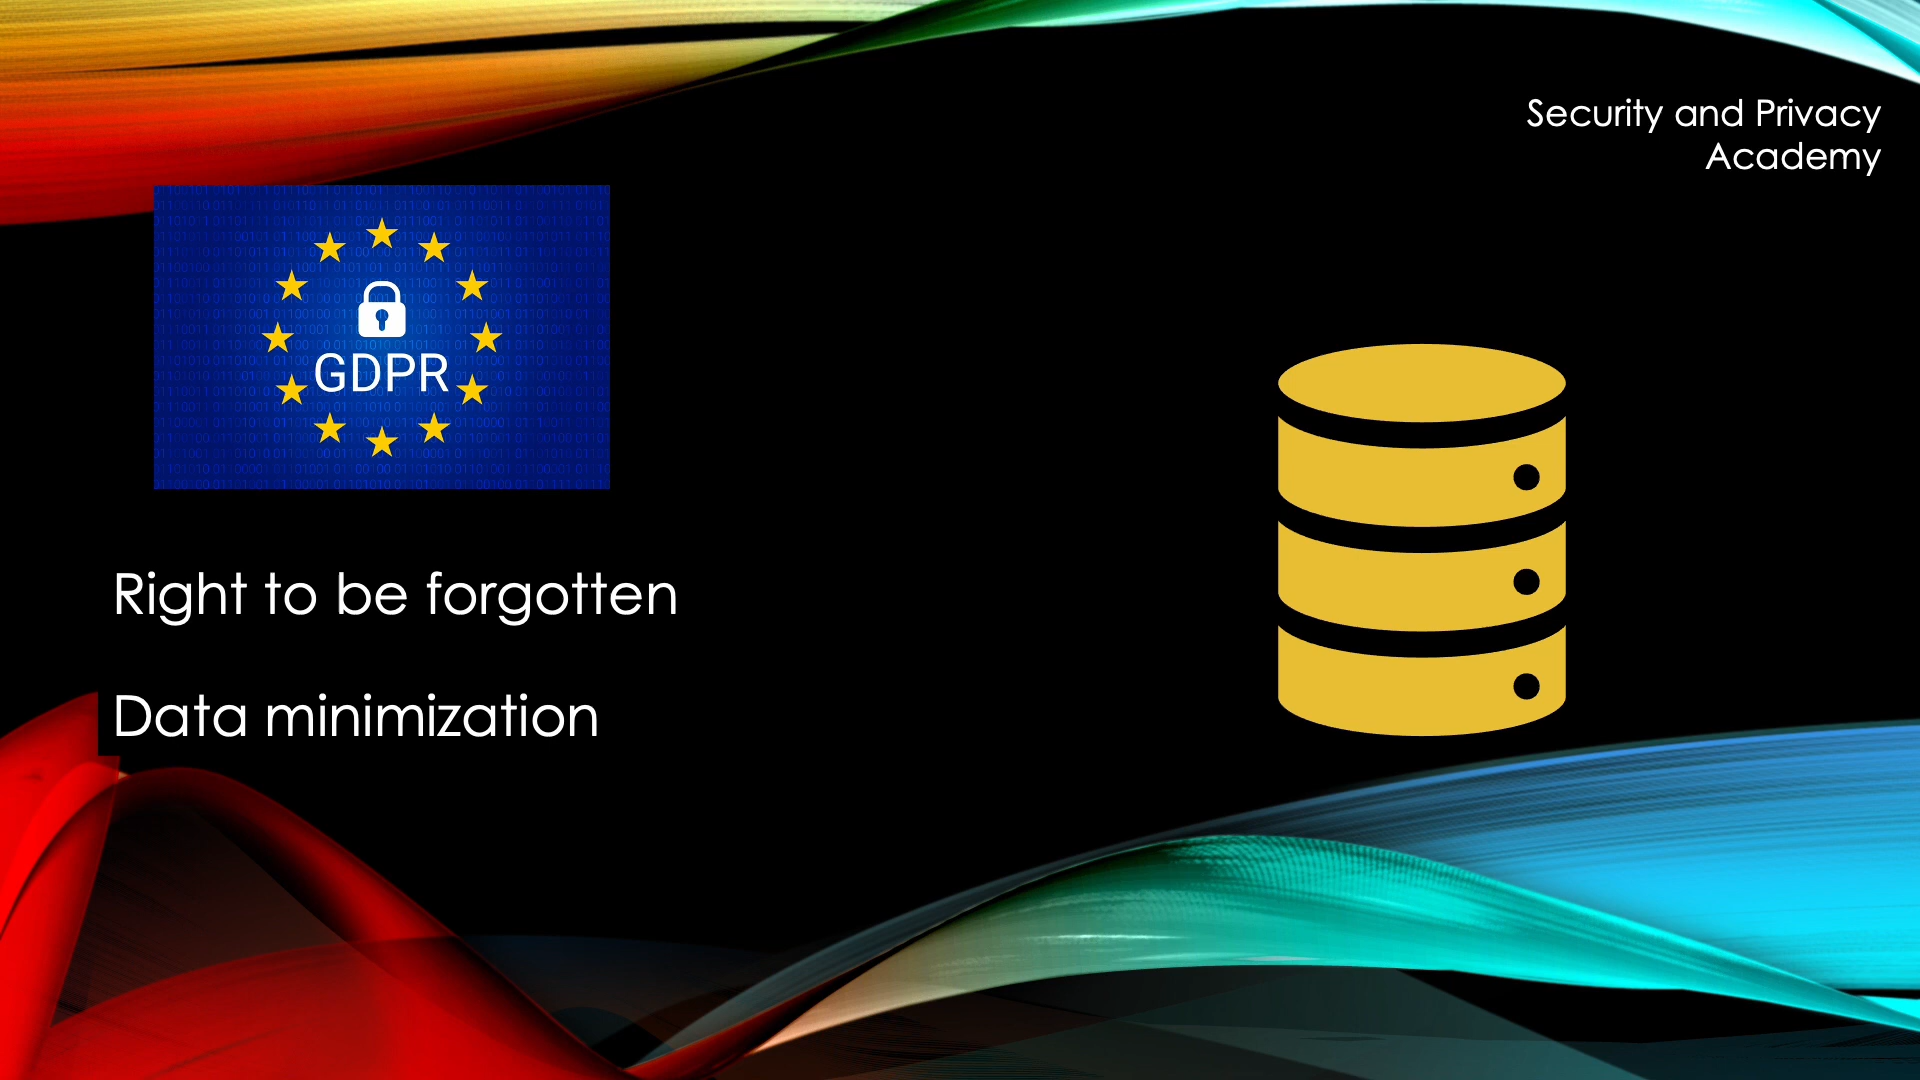 Security and Privacy
Academy
GDPR
Right to be forgotten
Data minimization